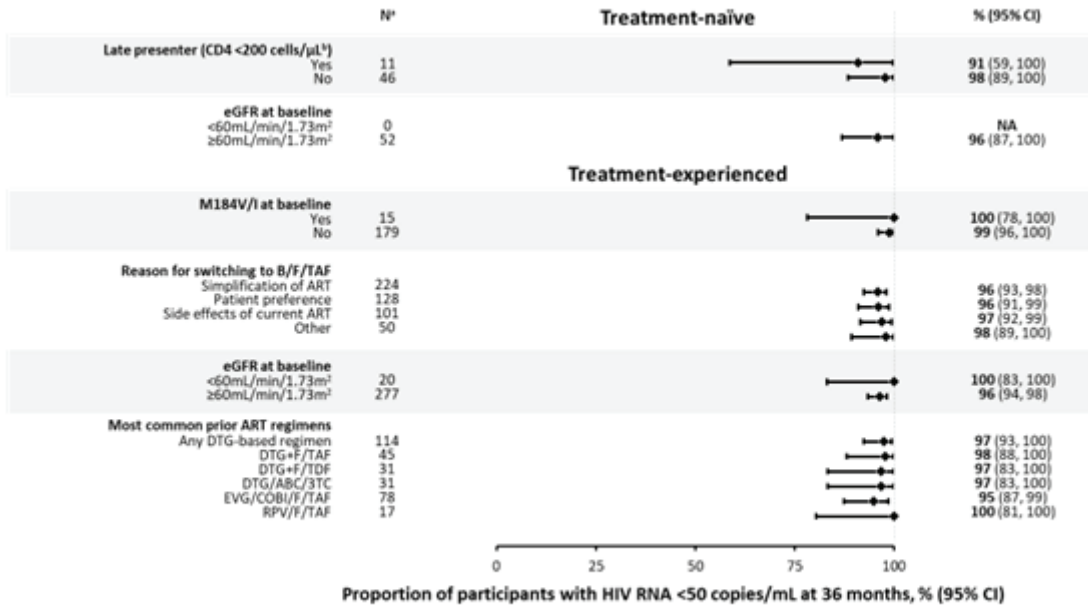 Nᵃ Treatment-naïve % (95% CI)
Late presenter (CD4 <200 cells/µLᵇ)
Yes 11 91 (59, 100)
No 46 98 (89, 100)
eGFR at baseline
<60mL/min/1.73m² 0 NA
≥60mL/min/1.73m² 52 96 (87, 100)
Treatment-experienced
M184V/I at baseline
Yes 15 100 (78, 100)
No 179 99 (96, 100)
Reason for switching to B/F/TAF
Simplification of ART 224 96 (93, 98)
Patient preference 128 96 (91, 99)
Side effects of current ART 101 97 (92, 99)
Other 50 98 (89, 100)
eGFR at baseline
<60mL/min/1.73m² 20 100 (83, 100)
≥60mL/min/1.73m² 277 96 (94, 98)
Most common prior ART regimens
Any DTG-based regimen 114 97 (93, 100)
DTG+F/TAF 45 98 (88, 100)
DTG+F/TDF 31 97 (83, 100)
DTG/ABC/3TC 31 97 (83, 100)
EVG/COBI/F/TAF 78 95 (87, 99)
RPV/F/TAF 17 100 (81, 100)
0 25 50 75 100
Proportion of participants with HIV RNA <50 copies/mL at 36 months, % (95% CI)